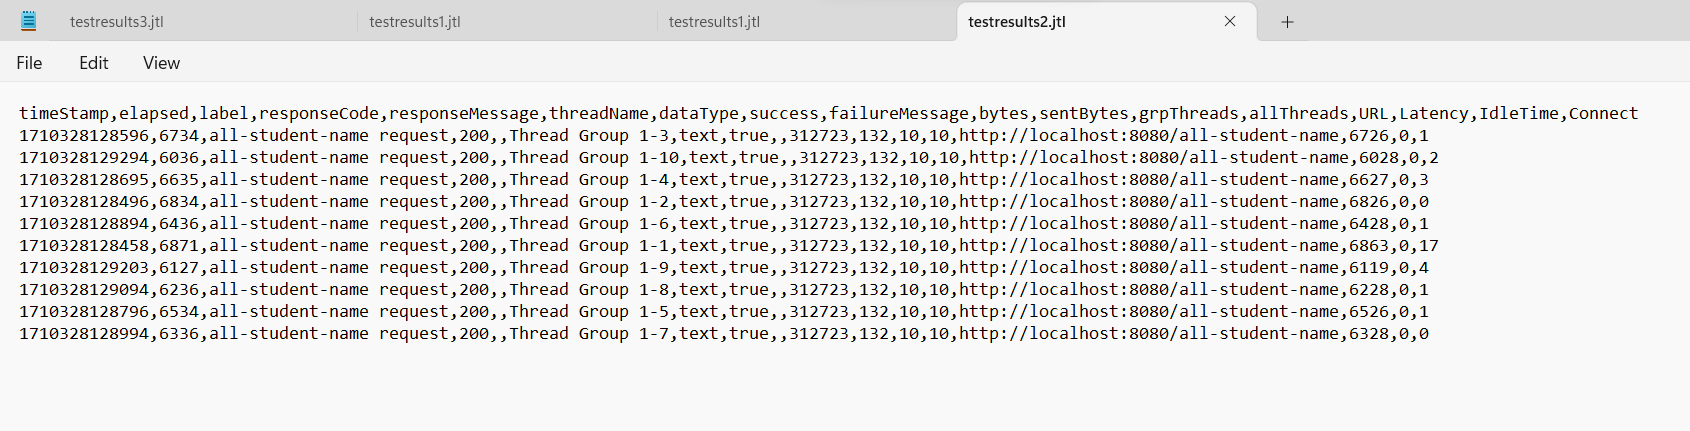 testresults3.jtl testresults1.jtl testresults1.jtl testresults2.jtl
File Edit View
timeStamp,elapsed,label,responseCode,responseMessage,threadName,dataType,success,failureMessage,bytes,sentBytes,grpThreads,allThreads,URL,Latency,IdleTime,Connect
1710328128596,6734,all-student-name request,200,,Thread Group 1-3,text,true,,312723,132,10,10,http://localhost:8080/all-student-name,6726,0,1
1710328129294,6036,all-student-name request,200,,Thread Group 1-10,text,true,,312723,132,10,10,http://localhost:8080/all-student-name,6028,0,2
1710328128695,6635,all-student-name request,200,,Thread Group 1-4,text,true,,312723,132,10,10,http://localhost:8080/all-student-name,6627,0,3
1710328128496,6834,all-student-name request,200,,Thread Group 1-2,text,true,,312723,132,10,10,http://localhost:8080/all-student-name,6826,0,0
1710328128894,6436,all-student-name request,200,,Thread Group 1-6,text,true,,312723,132,10,10,http://localhost:8080/all-student-name,6428,0,1
1710328128458,6871,all-student-name request,200,,Thread Group 1-1,text,true,,312723,132,10,10,http://localhost:8080/all-student-name,6863,0,17
1710328129203,6127,all-student-name request,200,,Thread Group 1-9,text,true,,312723,132,10,10,http://localhost:8080/all-student-name,6119,0,4
1710328129094,6236,all-student-name request,200,,Thread Group 1-8,text,true,,312723,132,10,10,http://localhost:8080/all-student-name,6228,0,1
1710328128796,6534,all-student-name request,200,,Thread Group 1-5,text,true,,312723,132,10,10,http://localhost:8080/all-student-name,6526,0,1
1710328128994,6336,all-student-name request,200,,Thread Group 1-7,text,true,,312723,132,10,10,http://localhost:8080/all-student-name,6328,0,0